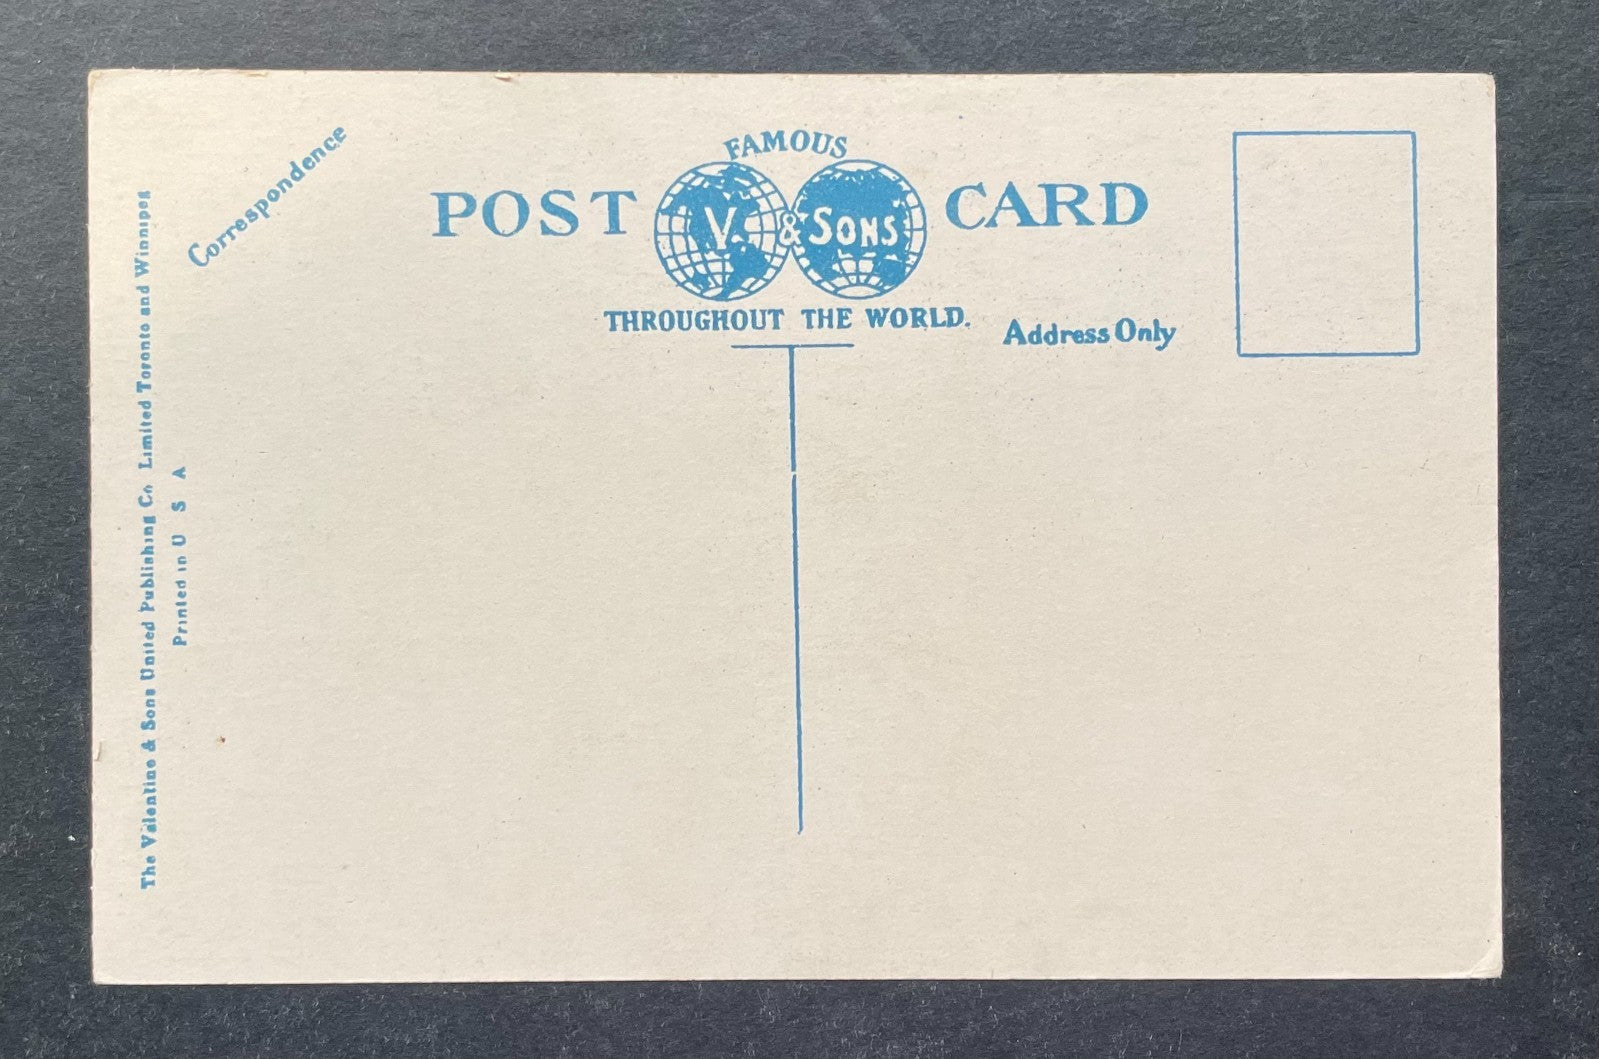 Correspondence
FAMOUS
POST V. & SONS CARD
THROUGHOUT THE WORLD.
Address Only
The Valentine & Sons United Publishing Co. Limited Toronto and Winnipeg
Printed in U S A